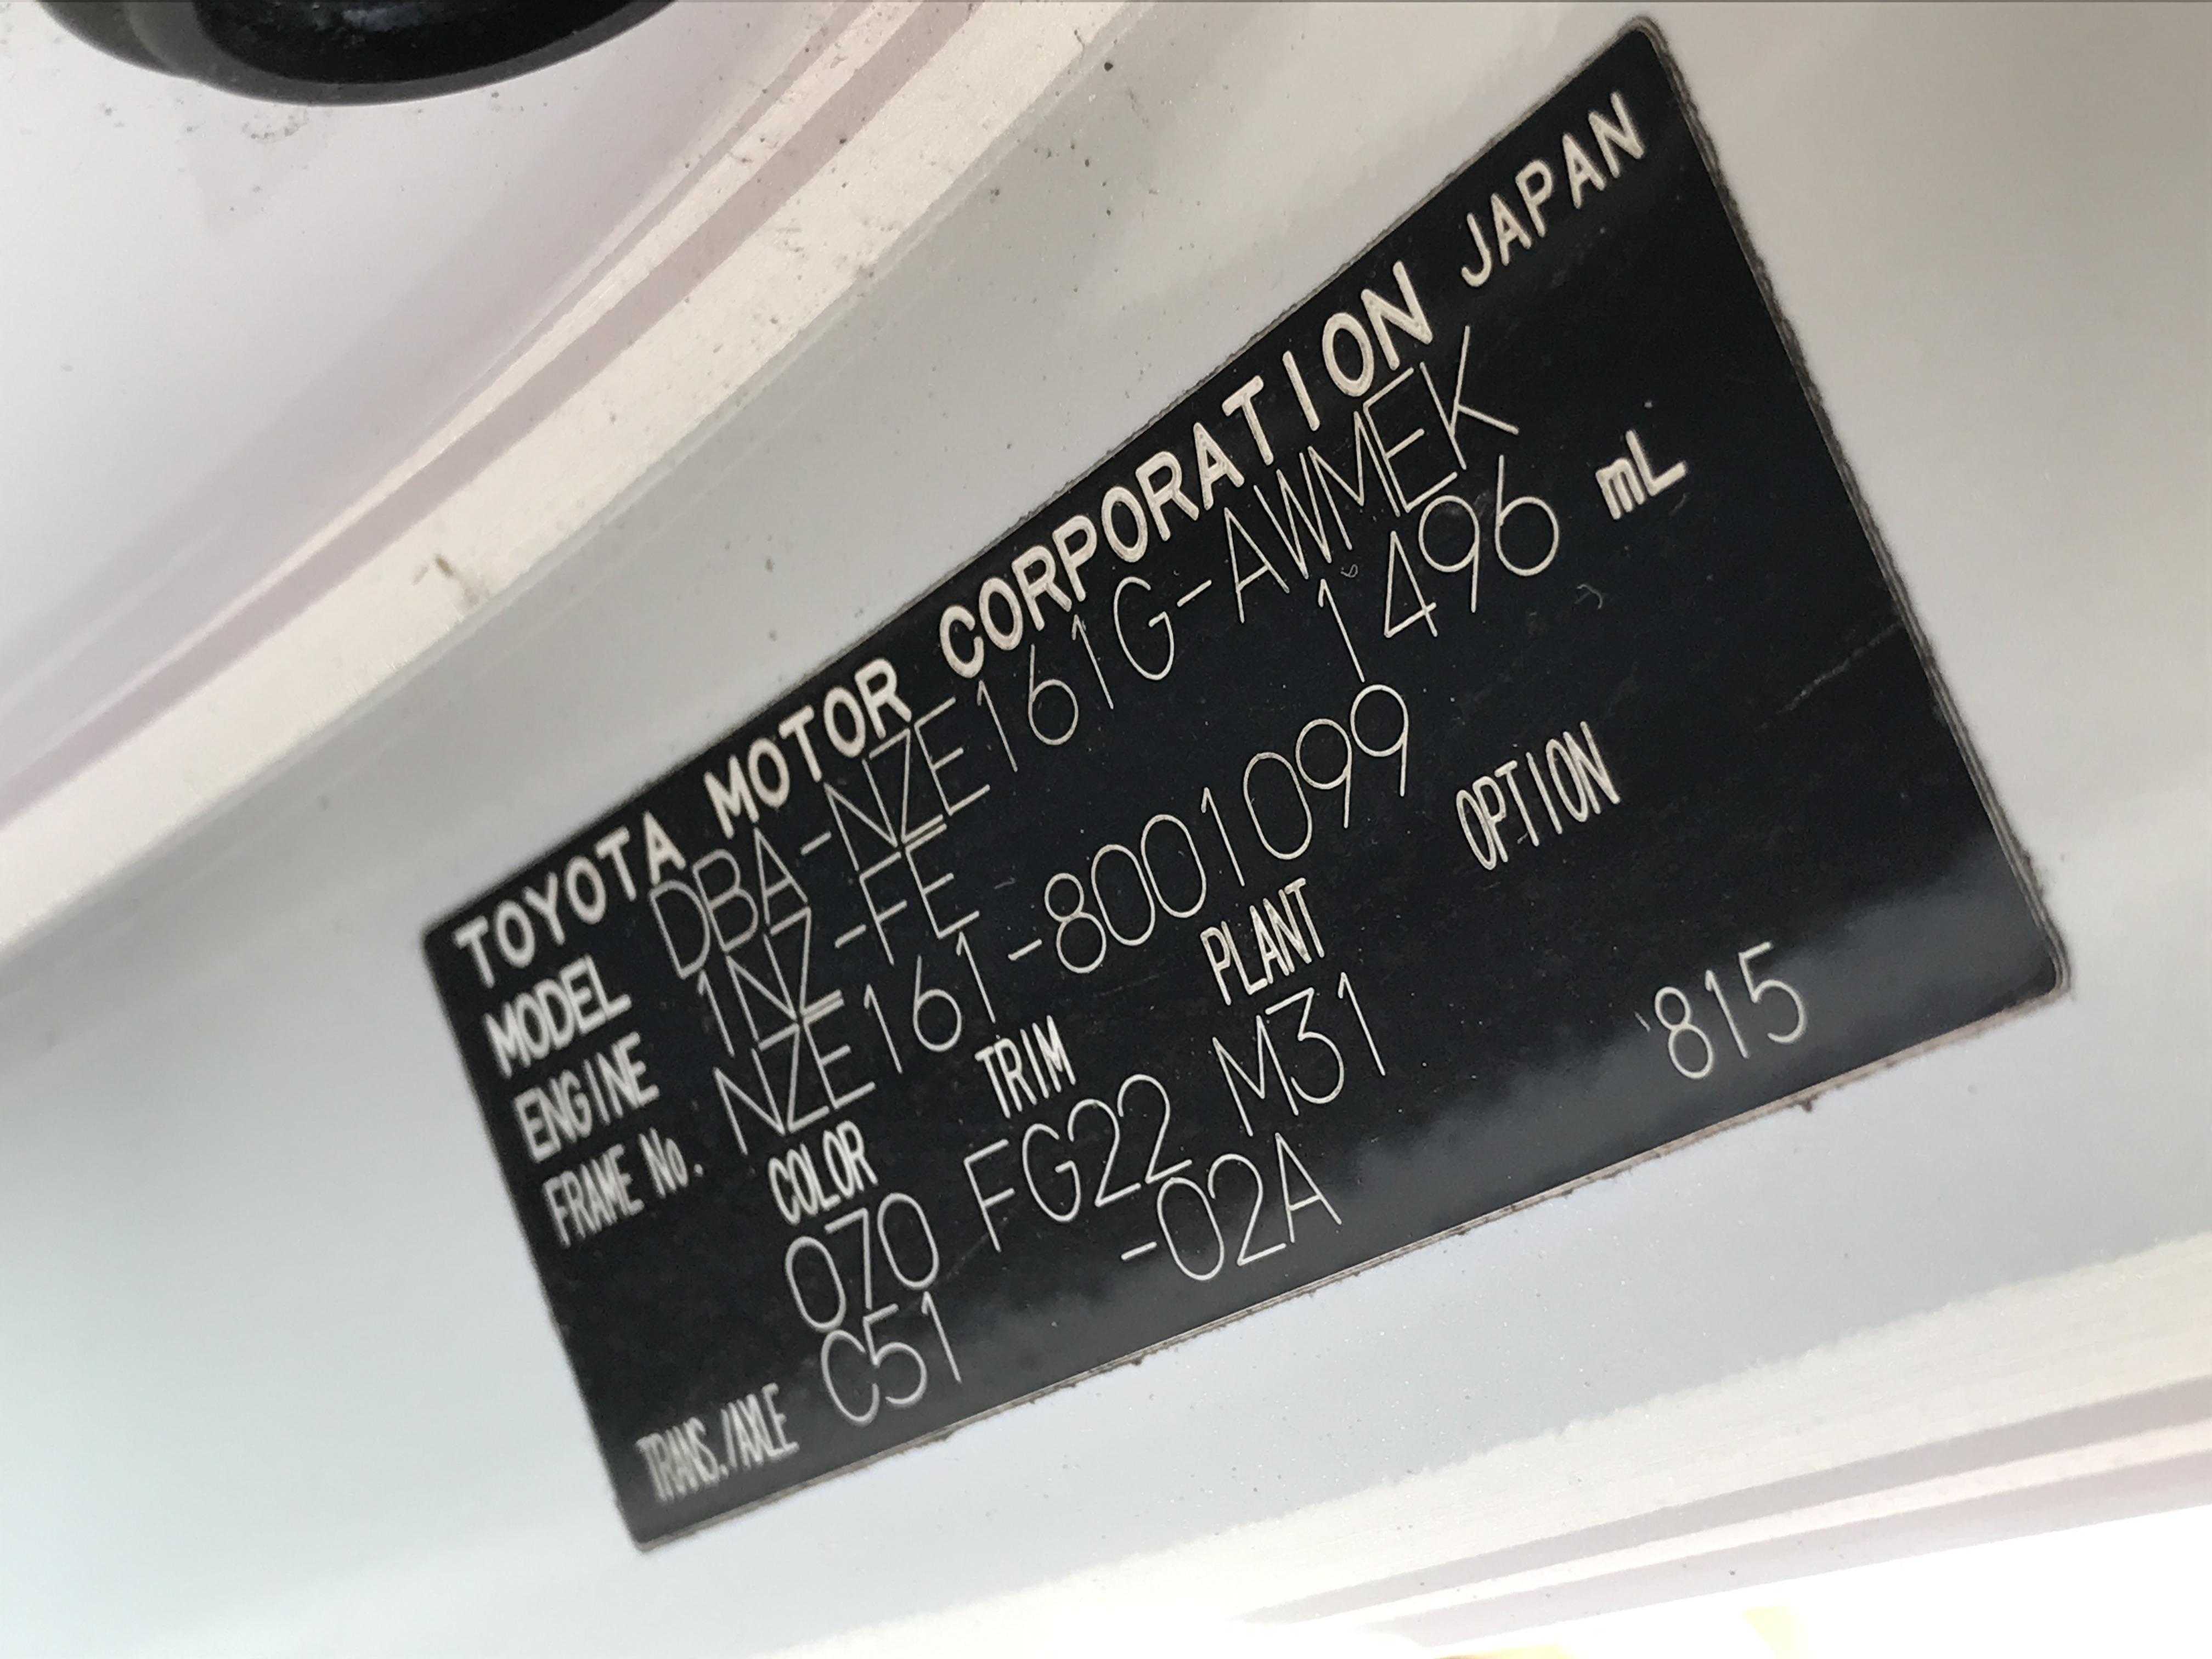 TOYOTA MOTOR CORPORATION JAPAN
MODEL DBA-NZE161G-AWMEK
ENGINE 1NZ-FE 1496 mL
FRAME No. NZE161-8001099
COLOR TRIM PLANT OPTION
070 FG22 M31
TRANS./AXLE C51 -02A '815